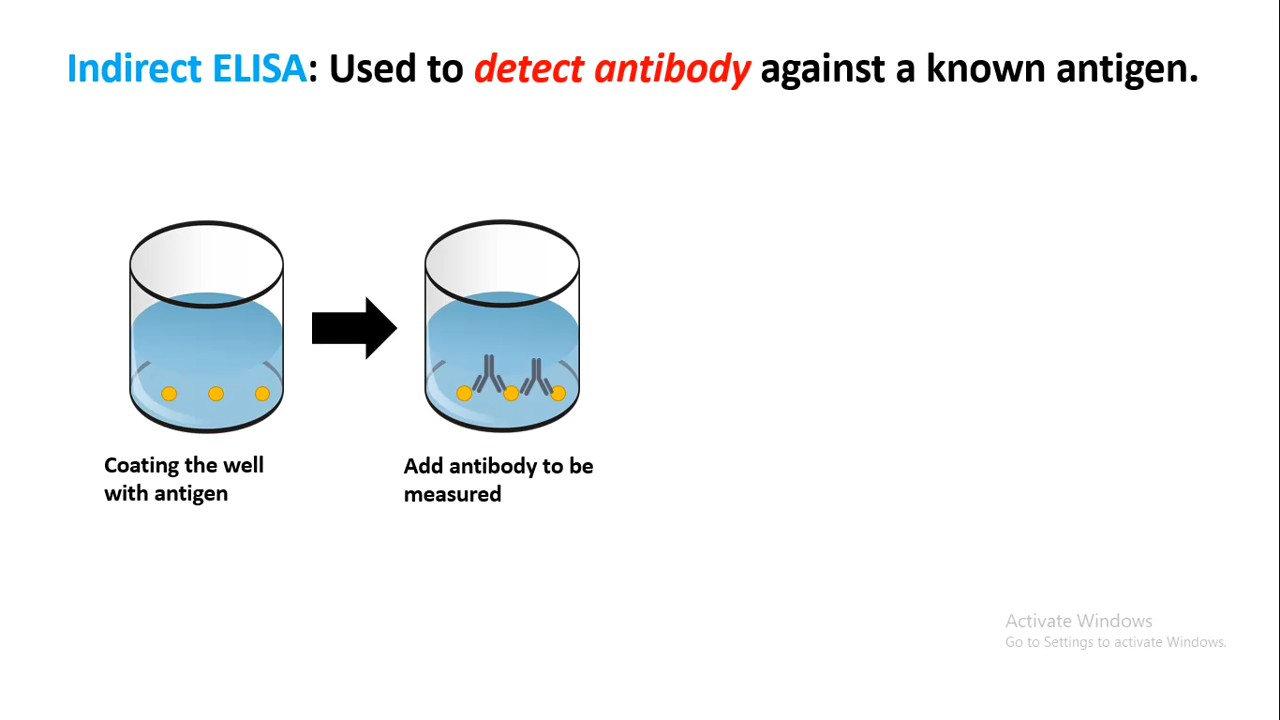 Indirect ELISA: Used to detect antibody against a known antigen.
Coating the well
with antigen
Add antibody to be
measured
Activate Windows
Go to Settings to activate Windows.